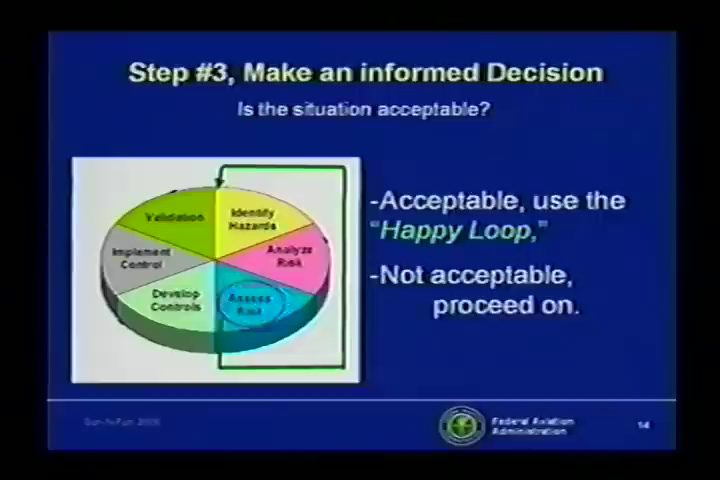 Step #3, Make an informed Decision
Is the situation acceptable?
Validation
Identify
Hazards
Implement
Control
Analyze
Risk
Develop
Controls
Assess
Risk
-Acceptable, use the
"Happy Loop,"
-Not acceptable,
proceed on.
Federal Aviation
Administration
14